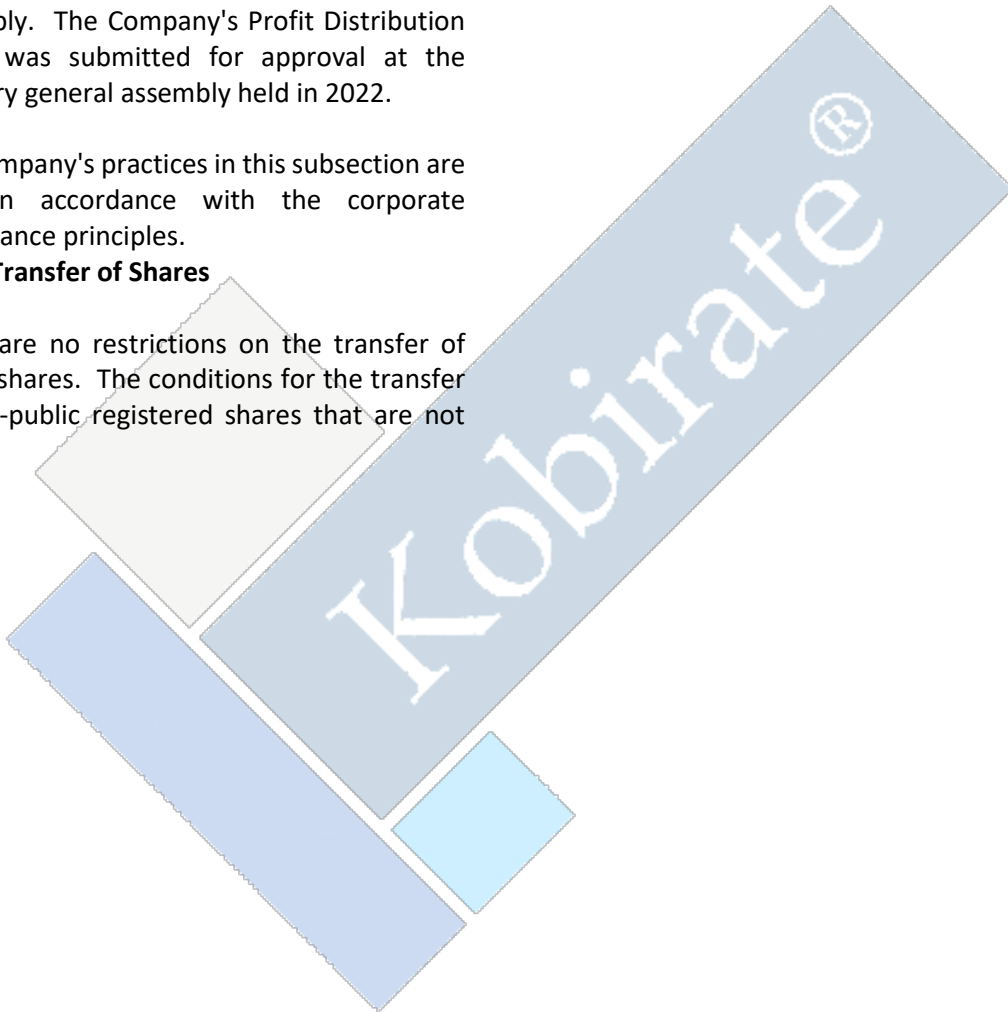 bly. The Company's Profit Distribution
was submitted for approval at the
ry general assembly held in 2022.
mpany's practices in this subsection are
n accordance with the corporate
ance principles.
Transfer of Shares
are no restrictions on the transfer of
shares. The conditions for the transfer
-public registered shares that are not
Kobirate ®